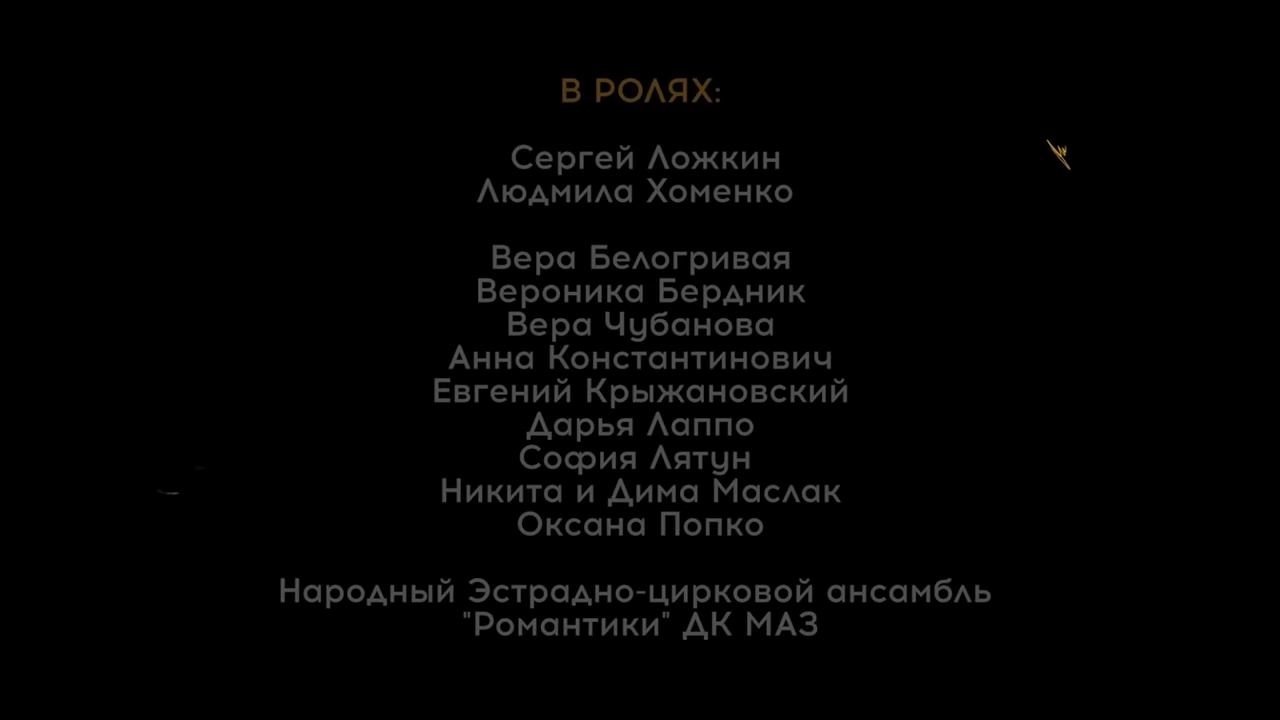 В РОЛЯХ:
Сергей Ложкин
Людмила Хоменко
Вера Белогривая
Вероника Бердник
Вера Чубанова
Анна Константинович
Евгений Крыжановский
Дарья Лаппо
София Лятун
Никита и Дима Маслак
Оксана Попко
Народный Эстрадно-цирковой ансамбль
"Романтики" ДК МАЗ